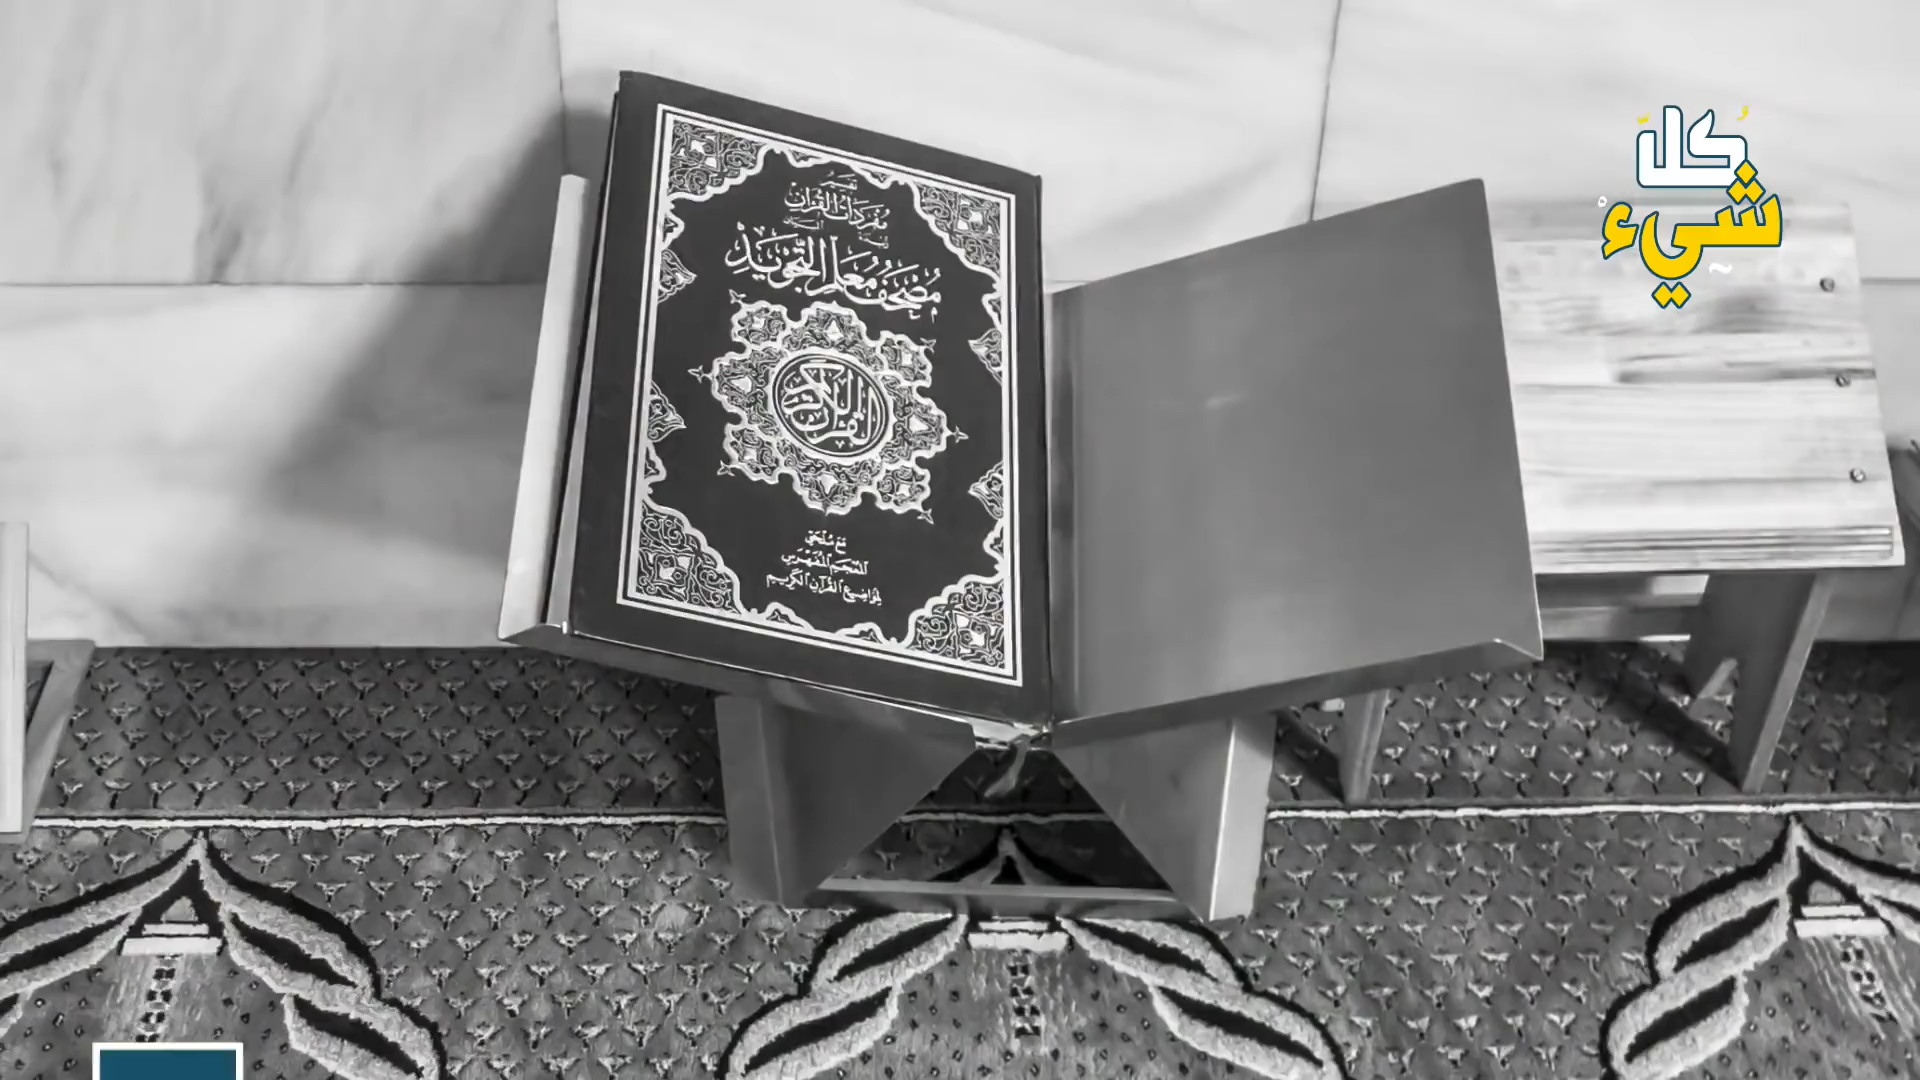 كلّ
شيء
تفسير
مفردات القرآن
مصحف معلم التجويد
القرآن الكريم
مع ملحق
المعجم المفهرس
لمواضيع القرآن الكريم